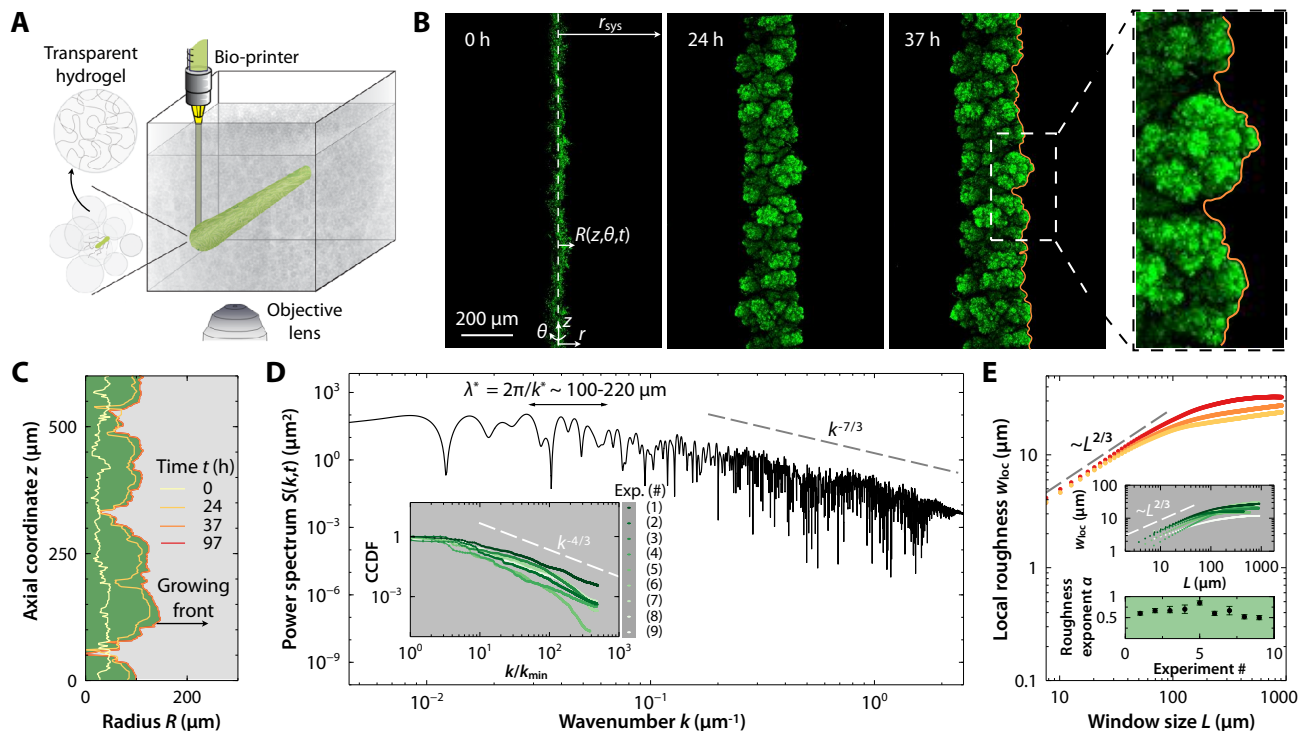 A
Transparent
hydrogel
Bio-printer
Objective
lens
B
0 h
r_sys
24 h
37 h
R(z,θ,t)
200 μm
θ
z
r
C
Axial coordinate z (μm)
500
250
0
Time t (h)
0
24
37
97
Growing
front
0
200
Radius R (μm)
D
Power spectrum S(k,t) (μm²)
10³
10⁰
10⁻³
10⁻⁶
10⁻⁹
λ* = 2π/k* ~ 100-220 μm
k^-7/3
Exp. (#)
(1)
(2)
(3)
(4)
(5)
(6)
(7)
(8)
(9)
CCDF
1
10⁻³
k^-4/3
10⁰
10¹
10²
10³
k/k_min
10⁻²
10⁻¹
10⁰
Wavenumber k (μm⁻¹)
E
Local roughness w_loc (μm)
10
10
1
0.1
~L^2/3
w_loc (μm)
100
10
1
~L^2/3
10
100
1000
L (μm)
Roughness
exponent α
1
0.5
0
5
10
Experiment #
10
100
1000
Window size L (μm)